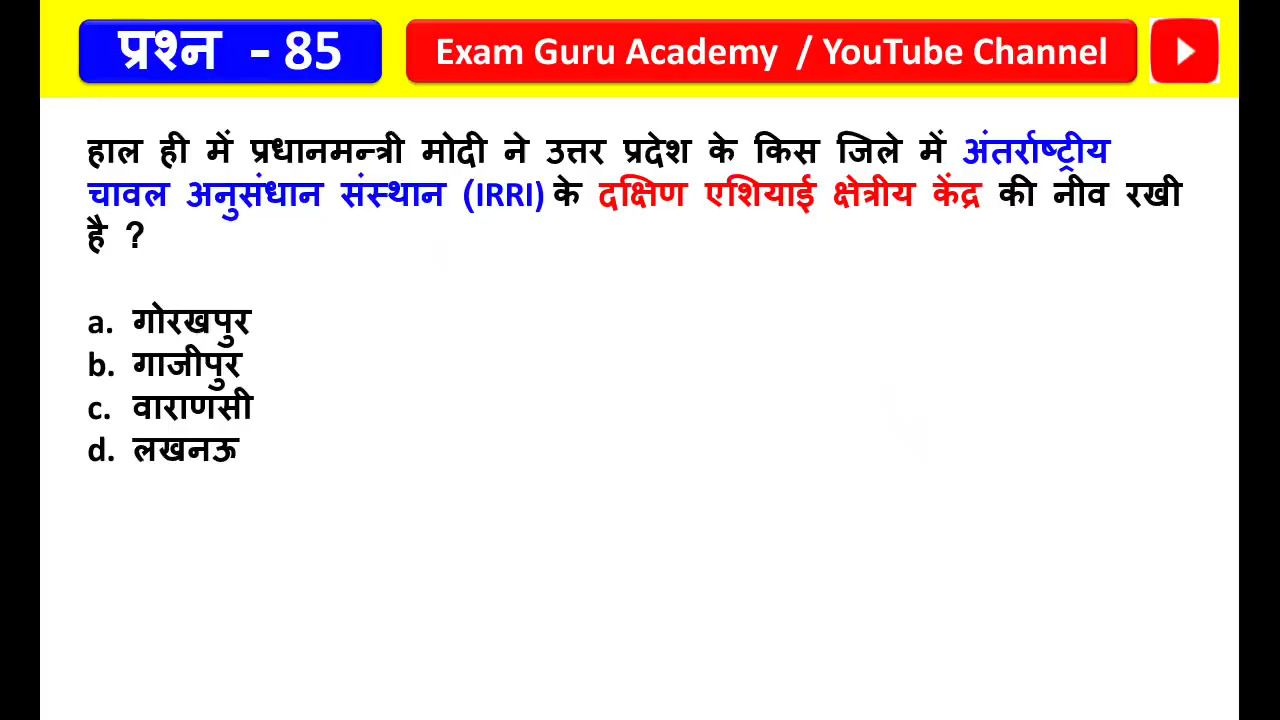 प्रश्न - 85
Exam Guru Academy / YouTube Channel
हाल ही में प्रधानमन्त्री मोदी ने उत्तर प्रदेश के किस जिले में अंतर्राष्ट्रीय
चावल अनुसंधान संस्थान (IRRI) के दक्षिण एशियाई क्षेत्रीय केंद्र की नीव रखी
है ?
a. गोरखपुर
b. गाजीपुर
c. वाराणसी
d. लखनऊ